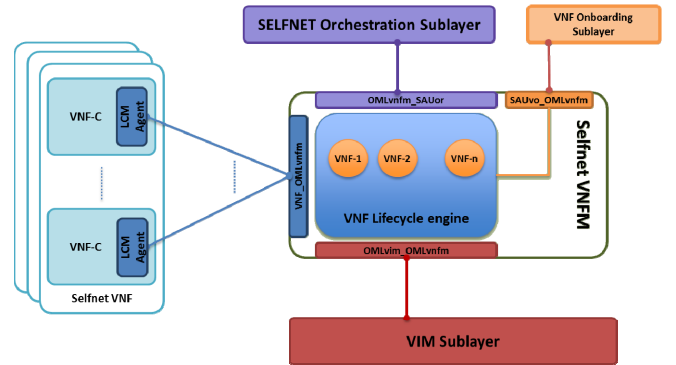 SELFNET Orchestration Sublayer
VNF Onboarding
Sublayer
OMLvnfm_SAUor
SAUvo_OMLvnfm
VNF-C
LCM
Agent
VNF_OMLvnfm
VNF-1
VNF-2
VNF-n
VNF Lifecycle engine
Selfnet VNFM
VNF-C
LCM
Agent
Selfnet VNF
OMLvim_OMLvnfm
VIM Sublayer